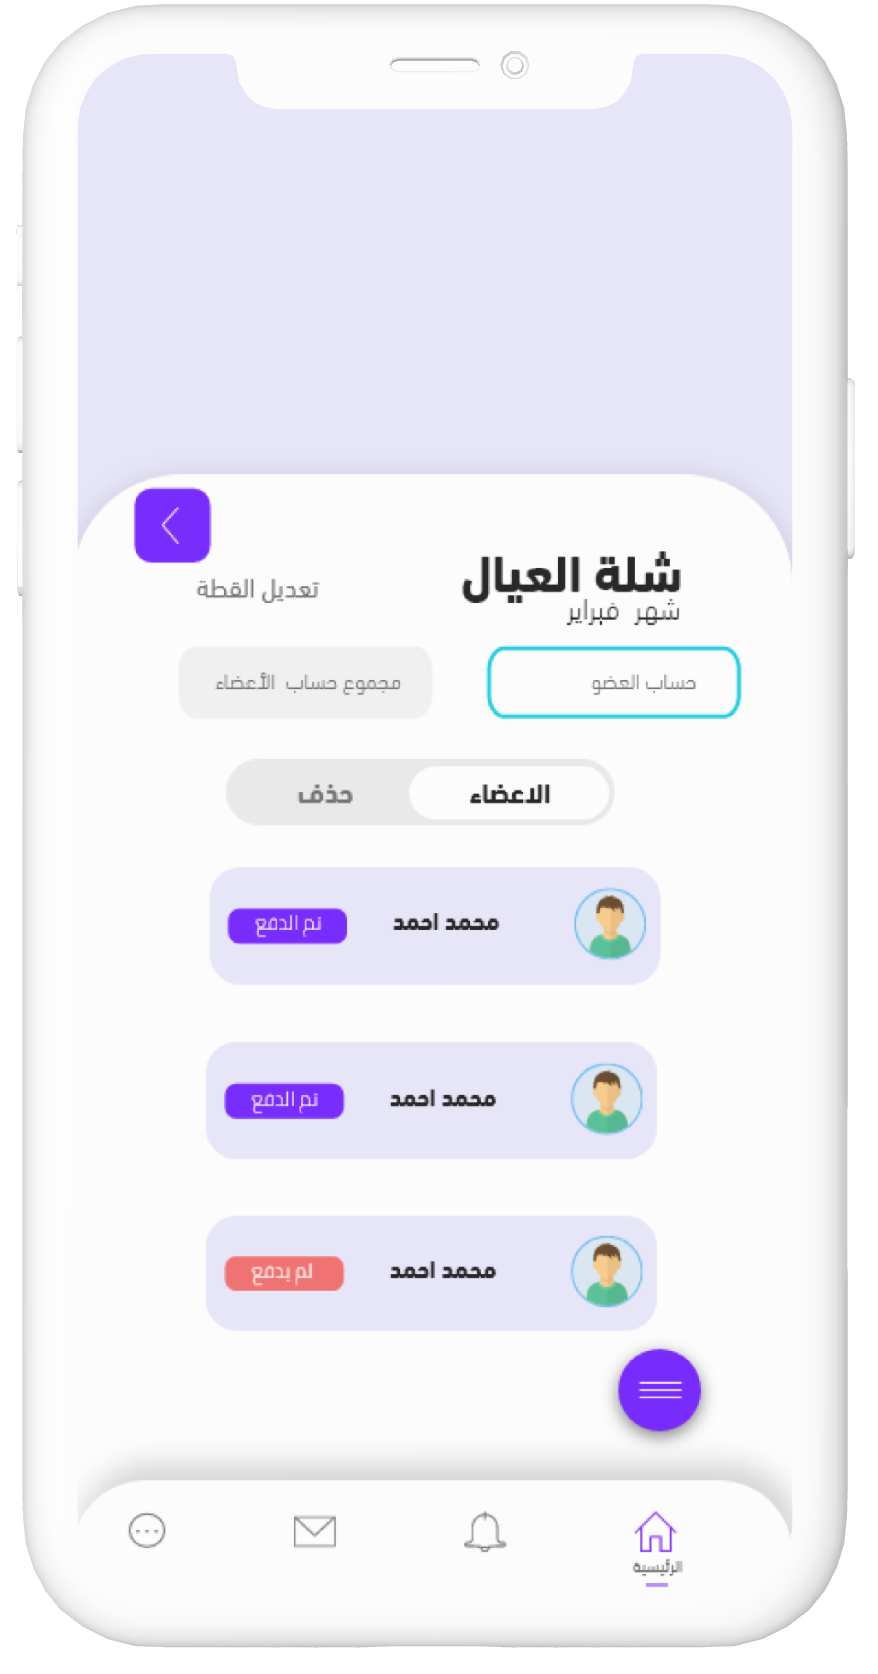 شلة العيال
تعديل القطة
شهر فبراير
حساب العضو
مجموع حساب الأعضاء
الاعضاء
حذف
محمد احمد
تم الدفع
محمد احمد
تم الدفع
محمد احمد
لم يدفع
الرئيسية